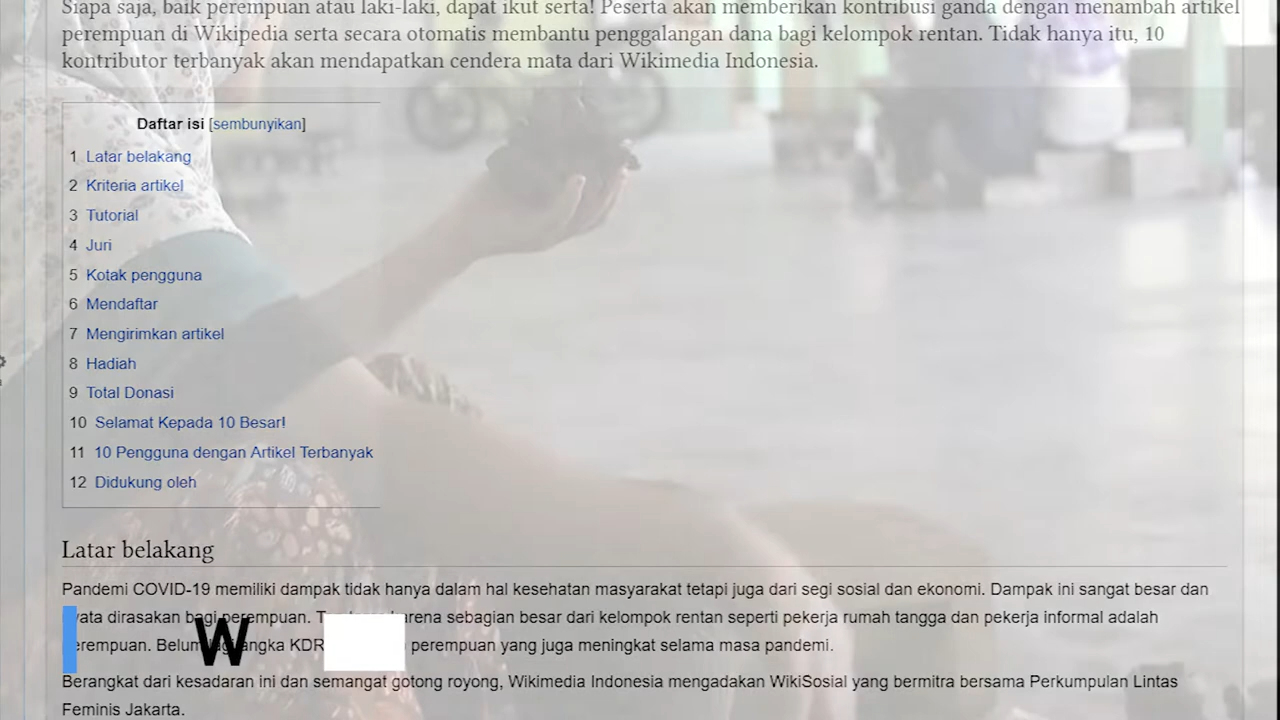 Siapa saja, baik perempuan atau laki-laki, dapat ikut serta! Peserta akan memberikan kontribusi ganda dengan menambah artikel
perempuan di Wikipedia serta secara otomatis membantu penggalangan dana bagi kelompok rentan. Tidak hanya itu, 10
kontributor terbanyak akan mendapatkan cendera mata dari Wikimedia Indonesia.
Daftar isi [sembunyikan]
1 Latar belakang
2 Kriteria artikel
3 Tutorial
4 Juri
5 Kotak pengguna
6 Mendaftar
7 Mengirimkan artikel
8 Hadiah
9 Total Donasi
10 Selamat Kepada 10 Besar!
11 10 Pengguna dengan Artikel Terbanyak
12 Didukung oleh
Latar belakang
Pandemi COVID-19 memiliki dampak tidak hanya dalam hal kesehatan masyarakat tetapi juga dari segi sosial dan ekonomi. Dampak ini sangat besar dan
dirasakan bagi perempuan. sebagian besar dari kelompok rentan seperti pekerja rumah tangga dan pekerja informal adalah
perempuan. Belum angka perempuan yang juga meningkat selama masa pandemi.
W
Berangkat dari kesadaran ini dan semangat gotong royong, Wikimedia Indonesia mengadakan WikiSosial yang bermitra bersama Perkumpulan Lintas
Feminis Jakarta.